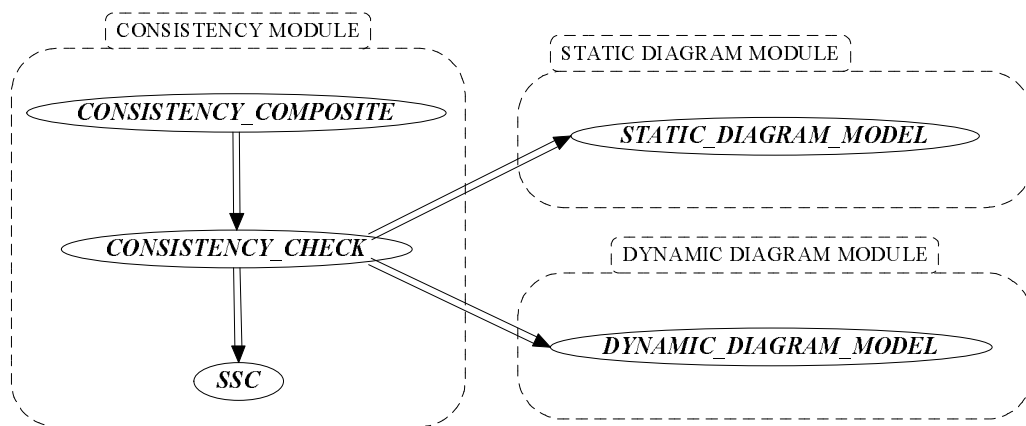 CONSISTENCY MODULE
CONSISTENCY_COMPOSITE
CONSISTENCY_CHECK
SSC
STATIC DIAGRAM MODULE
STATIC_DIAGRAM_MODEL
DYNAMIC DIAGRAM MODULE
DYNAMIC_DIAGRAM_MODEL